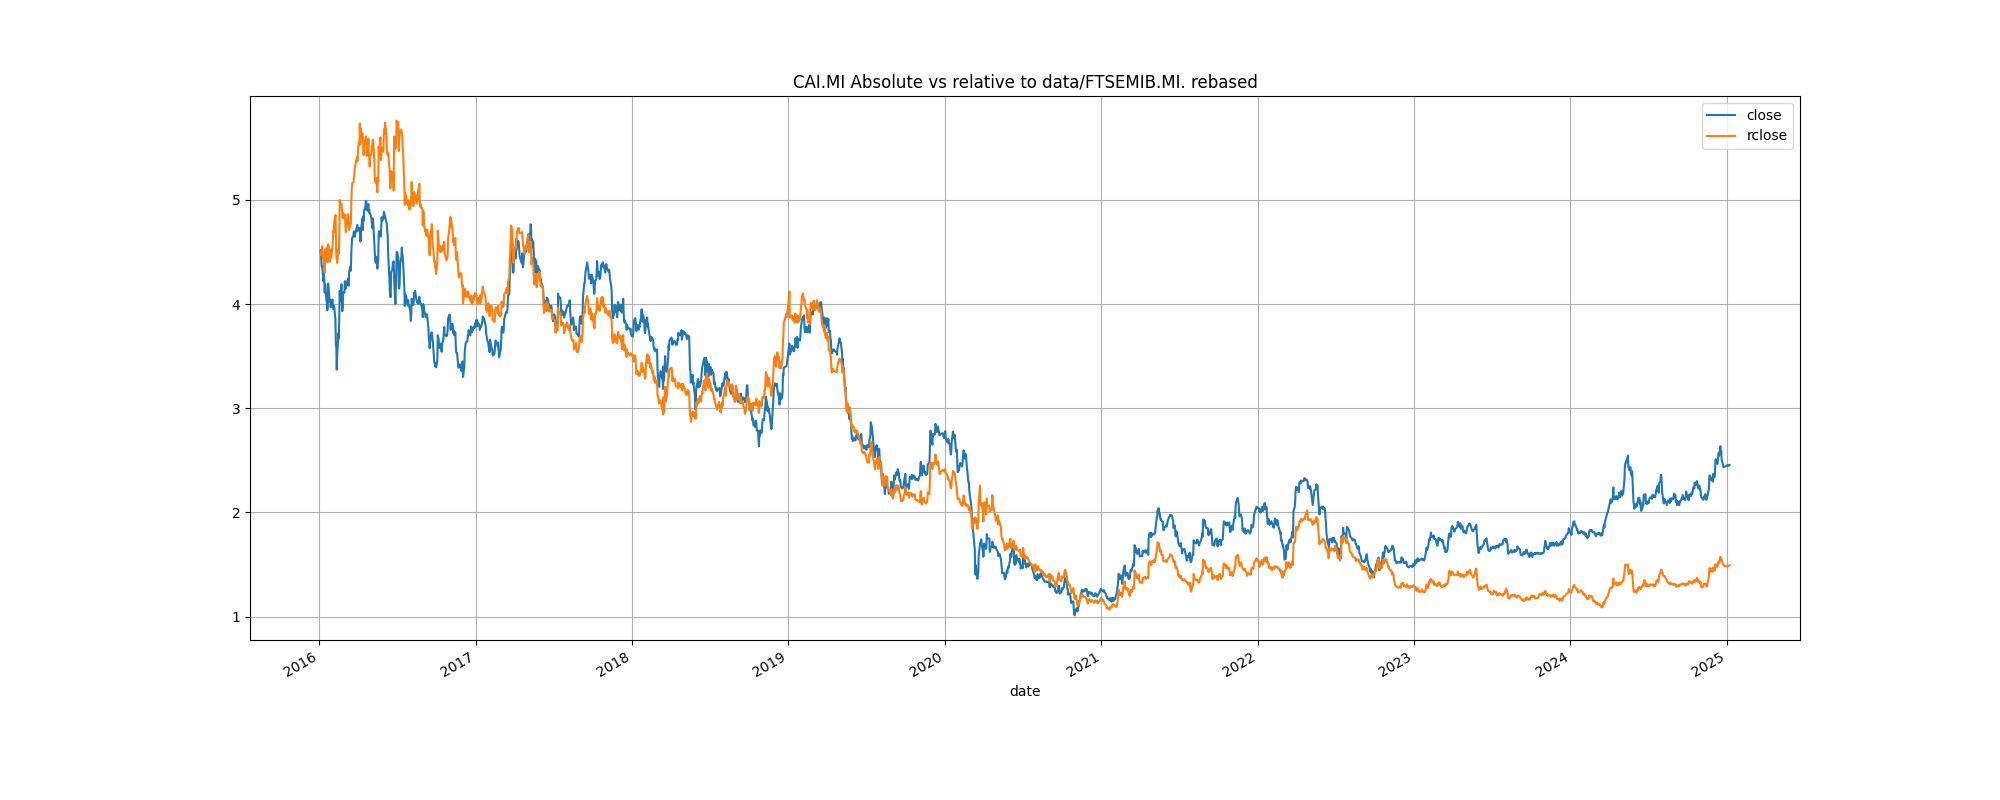 CAI.MI Absolute vs relative to data/FTSEMIB.MI. rebased
close
rclose
5
4
3
2
1
2016 2017 2018 2019 2020 2021 2022 2023 2024 2025
date